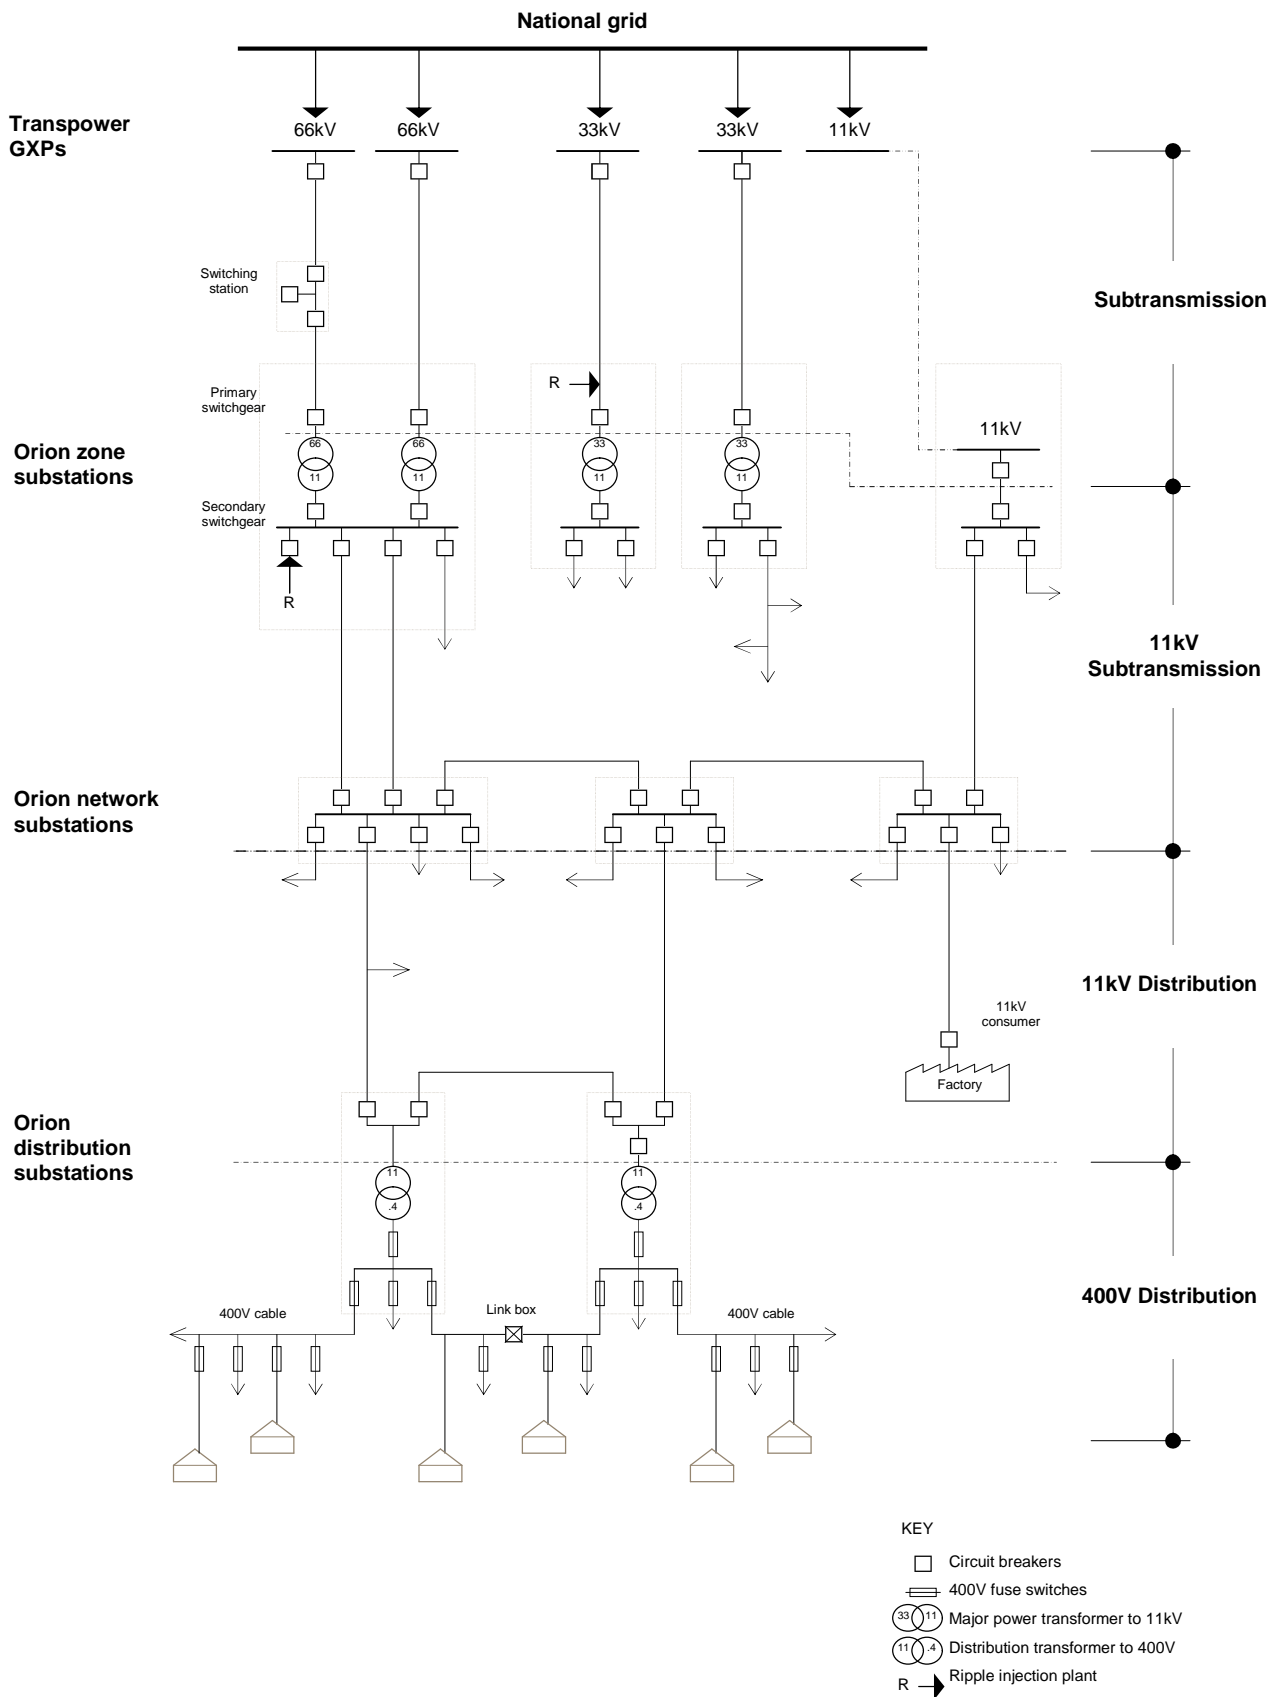 National grid
Transpower
GXPs
66kV
66kV
33kV
33kV
11kV
Switching
station
Subtransmission
Primary
switchgear
R
11kV
Orion zone
substations
66
11
66
11
33
11
33
11
Secondary
switchgear
R
11kV
Subtransmission
Orion network
substations
11kV Distribution
11kV
consumer
Factory
Orion
distribution
substations
11
.4
11
.4
400V Distribution
400V cable
Link box
400V cable
KEY
Circuit breakers
400V fuse switches
33 11 Major power transformer to 11kV
11 .4 Distribution transformer to 400V
R Ripple injection plant